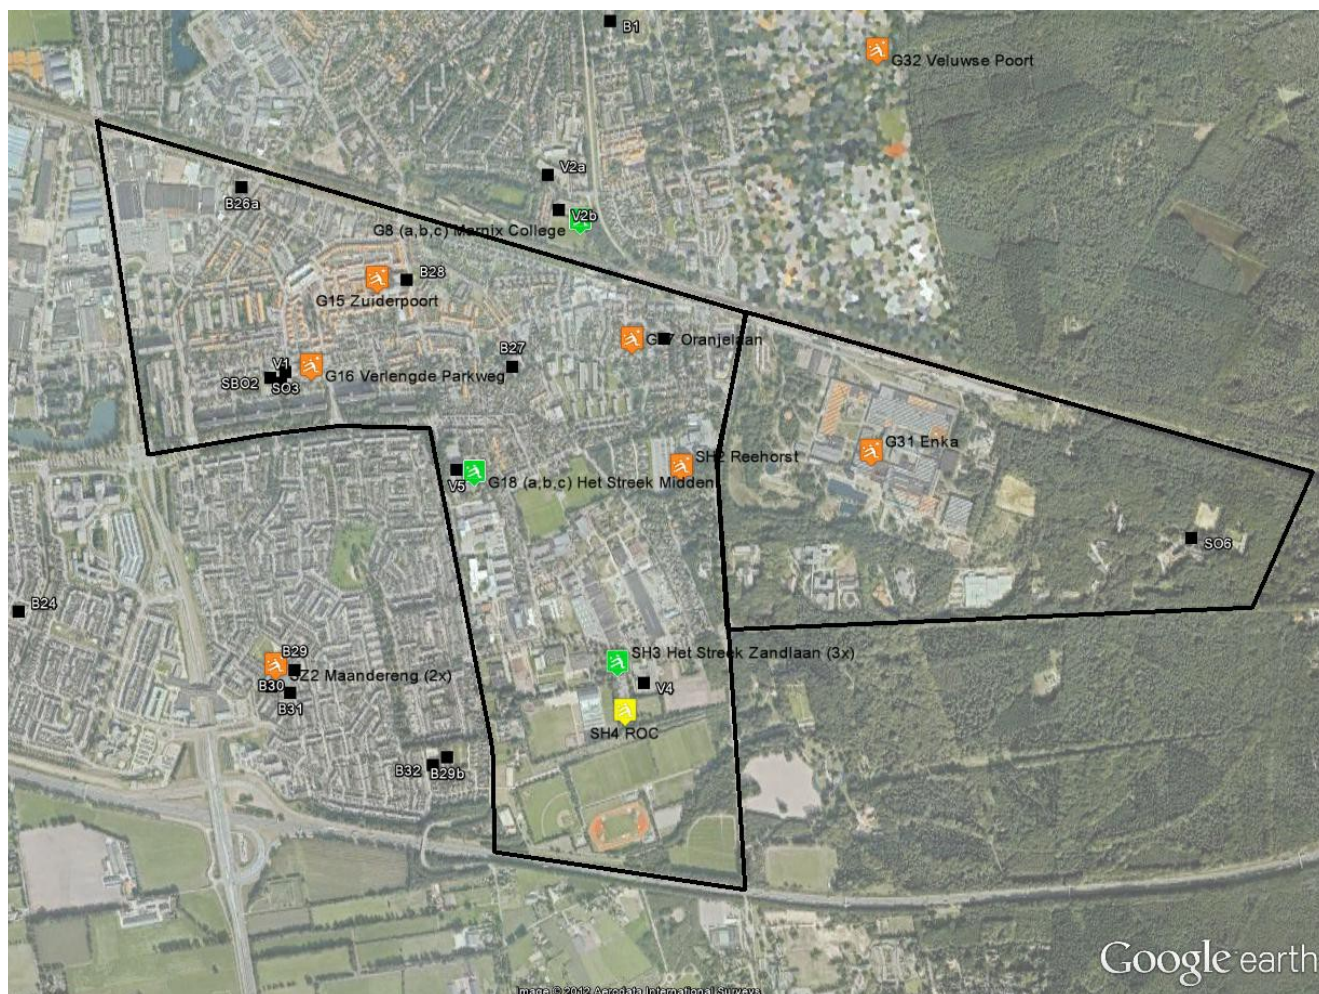 B1
G32 Veluwse Poort
V2a
B26a
V2b
G8 (a,b,c) Marnix College
B28
G15 Zuiderpoort
Oranjelaan
B27
V1
G16 Verlengde Parkweg
SBO2
SO3
G31 Enka
SH2 Reehorst
V5
G18 (a,b,c) Het Streek Midden
SO6
B24
B29
SH3 Het Streek Zandlaan (3x)
Maandereng (2x)
B30
V4
B31
SH4 ROC
B32
B29b
Google earth
Image © 2012 Aerodata International Surveys